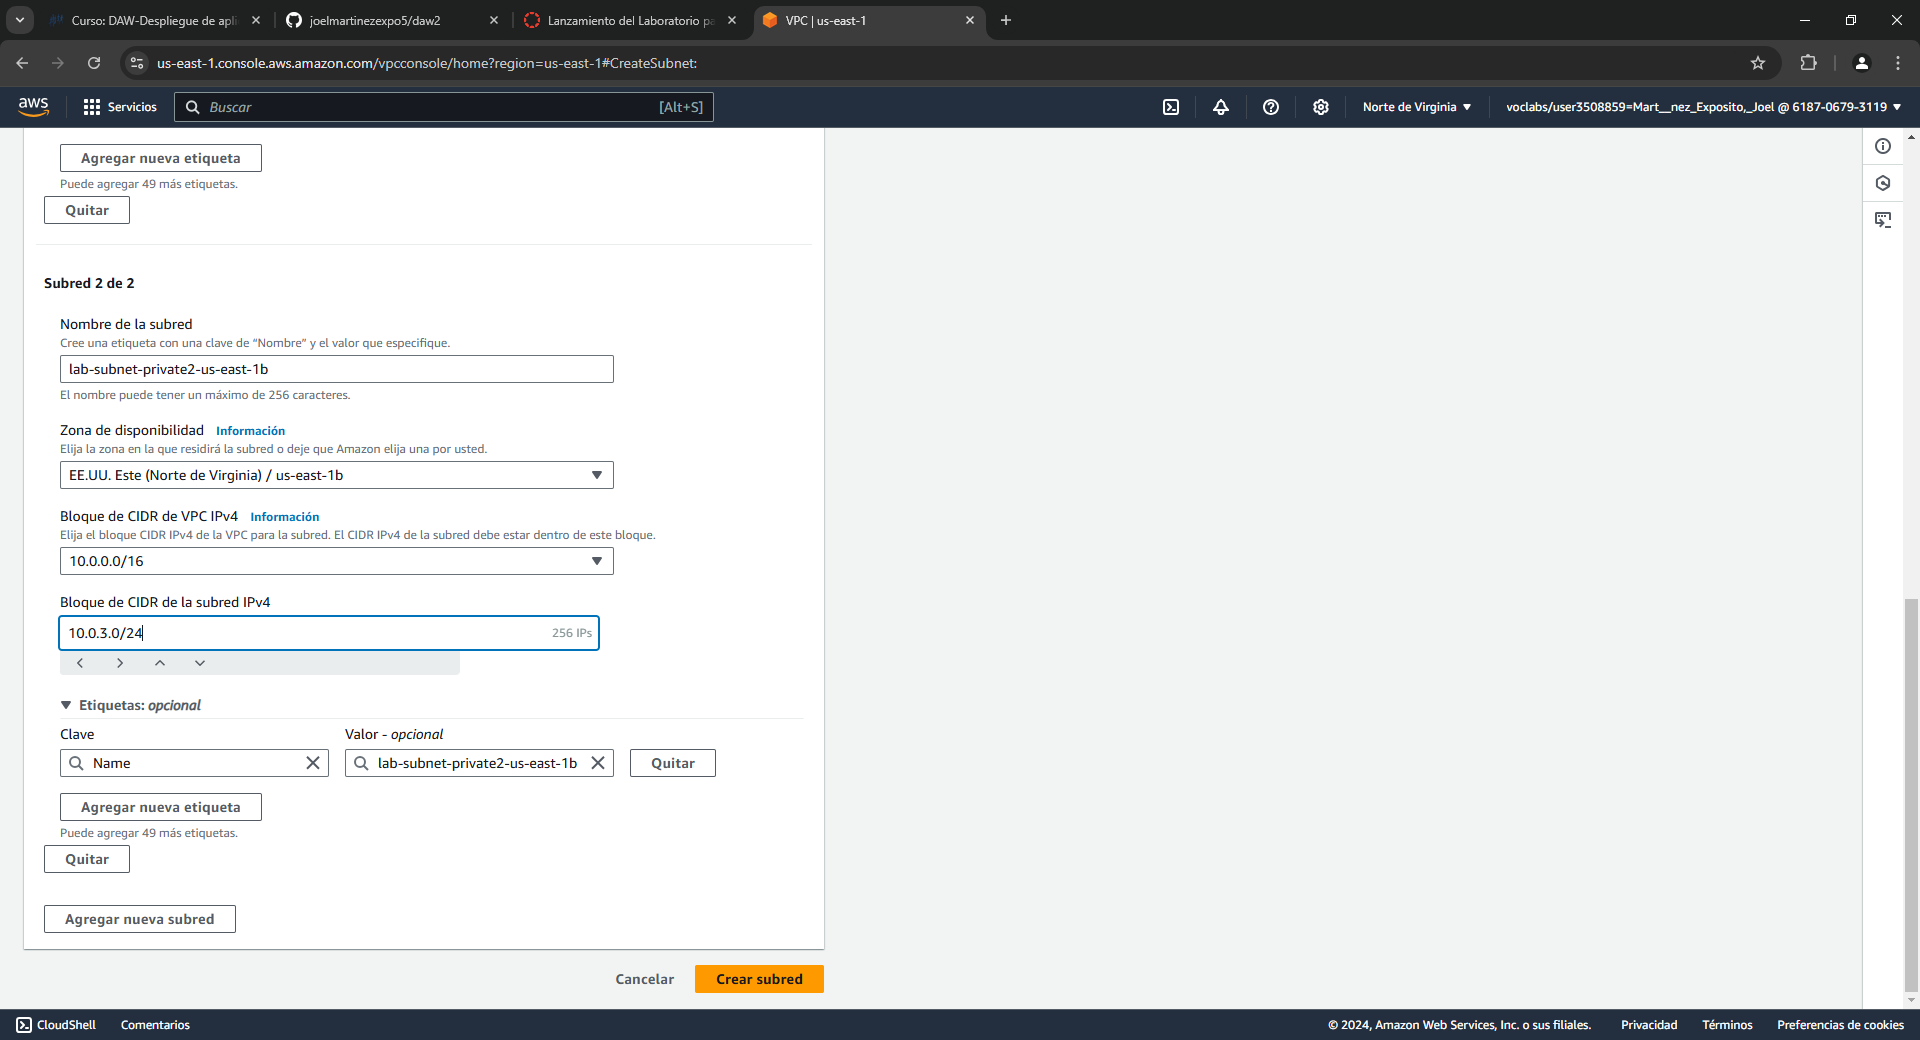 Curso: DAW-Despliegue de apli
joelmartinezexpo5/daw2
Lanzamiento del Laboratorio pa
VPC | us-east-1
us-east-1.console.aws.amazon.com/vpcconsole/home?region=us-east-1#CreateSubnet:
aws
Servicios
Buscar
[Alt+S]
Norte de Virginia
voclabs/user3508859=Mart__nez_Exposito,_Joel @ 6187-0679-3119
Agregar nueva etiqueta
Puede agregar 49 más etiquetas.
Quitar
Subred 2 de 2
Nombre de la subred
Cree una etiqueta con una clave de “Nombre” y el valor que especifique.
lab-subnet-private2-us-east-1b
El nombre puede tener un máximo de 256 caracteres.
Zona de disponibilidad Información
Elija la zona en la que residirá la subred o deje que Amazon elija una por usted.
EE.UU. Este (Norte de Virginia) / us-east-1b
Bloque de CIDR de VPC IPv4 Información
Elija el bloque CIDR IPv4 de la VPC para la subred. El CIDR IPv4 de la subred debe estar dentro de este bloque.
10.0.0.0/16
Bloque de CIDR de la subred IPv4
10.0.3.0/24 256 IPs
Etiquetas: opcional
Clave Valor - opcional
Name lab-subnet-private2-us-east-1b Quitar
Agregar nueva etiqueta
Puede agregar 49 más etiquetas.
Quitar
Agregar nueva subred
Cancelar Crear subred
CloudShell Comentarios © 2024, Amazon Web Services, Inc. o sus filiales. Privacidad Términos Preferencias de cookies